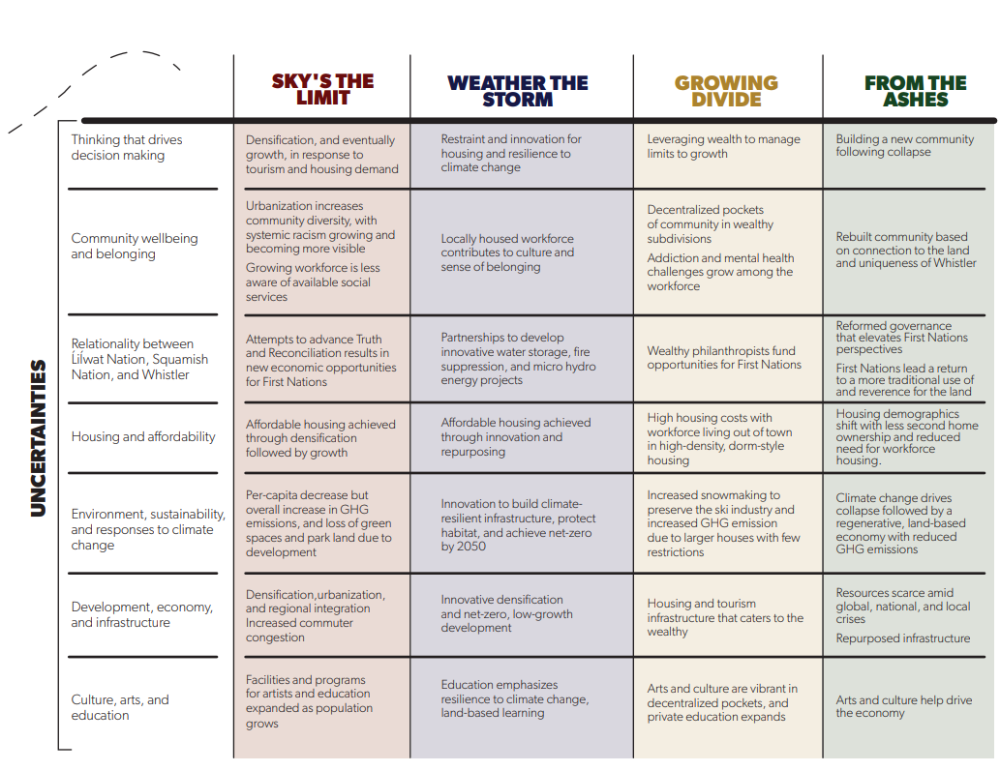 SKY'S THE
LIMIT
WEATHER THE
STORM
GROWING
DIVIDE
FROM THE
ASHES
UNCERTAINTIES
Thinking that drives
decision making
Densification, and eventually
growth, in response to
tourism and housing demand
Restraint and innovation for
housing and resilience to
climate change
Leveraging wealth to manage
limits to growth
Building a new community
following collapse
Community wellbeing
and belonging
Urbanization increases
community diversity, with
systemic racism growing and
becoming more visible
Growing workforce is less
aware of available social
services
Locally housed workforce
contributes to culture and
sense of belonging
Decentralized pockets
of community in wealthy
subdivisions
Addiction and mental health
challenges grow among the
workforce
Rebuilt community based
on connection to the land
and uniqueness of Whistler
Relationality between
Lil̓wat Nation, Squamish
Nation, and Whistler
Attempts to advance Truth
and Reconciliation results in
new economic opportunities
for First Nations
Partnerships to develop
innovative water storage, fire
suppression, and micro hydro
energy projects
Wealthy philanthropists fund
opportunities for First Nations
Reformed governance
that elevates First Nations
perspectives
First Nations lead a return
to a more traditional use of
and reverence for the land
Housing and affordability
Affordable housing achieved
through densification
followed by growth
Affordable housing achieved
through innovation and
repurposing
High housing costs with
workforce living out of town
in high-density, dorm-style
housing
Housing demographics
shift with less second home
ownership and reduced
need for workforce
housing.
Environment, sustainability,
and responses to climate
change
Per-capita decrease but
overall increase in GHG
emissions, and loss of green
spaces and park land due to
development
Innovation to build climate-
resilient infrastructure, protect
habitat, and achieve net-zero
by 2050
Increased snowmaking to
preserve the ski industry and
increased GHG emission
due to larger houses with few
restrictions
Climate change drives
collapse followed by a
regenerative, land-based
economy with reduced
GHG emissions
Development, economy,
and infrastructure
Densification,urbanization,
and regional integration
Increased commuter
congestion
Innovative densification
and net-zero, low-growth
development
Housing and tourism
infrastructure that caters to the
wealthy
Resources scarce amid
global, national, and local
crises
Repurposed infrastructure
Culture, arts, and
education
Facilities and programs
for artists and education
expanded as population
grows
Education emphasizes
resilience to climate change,
land-based learning
Arts and culture are vibrant in
decentralized pockets, and
private education expands
Arts and culture help drive
the economy